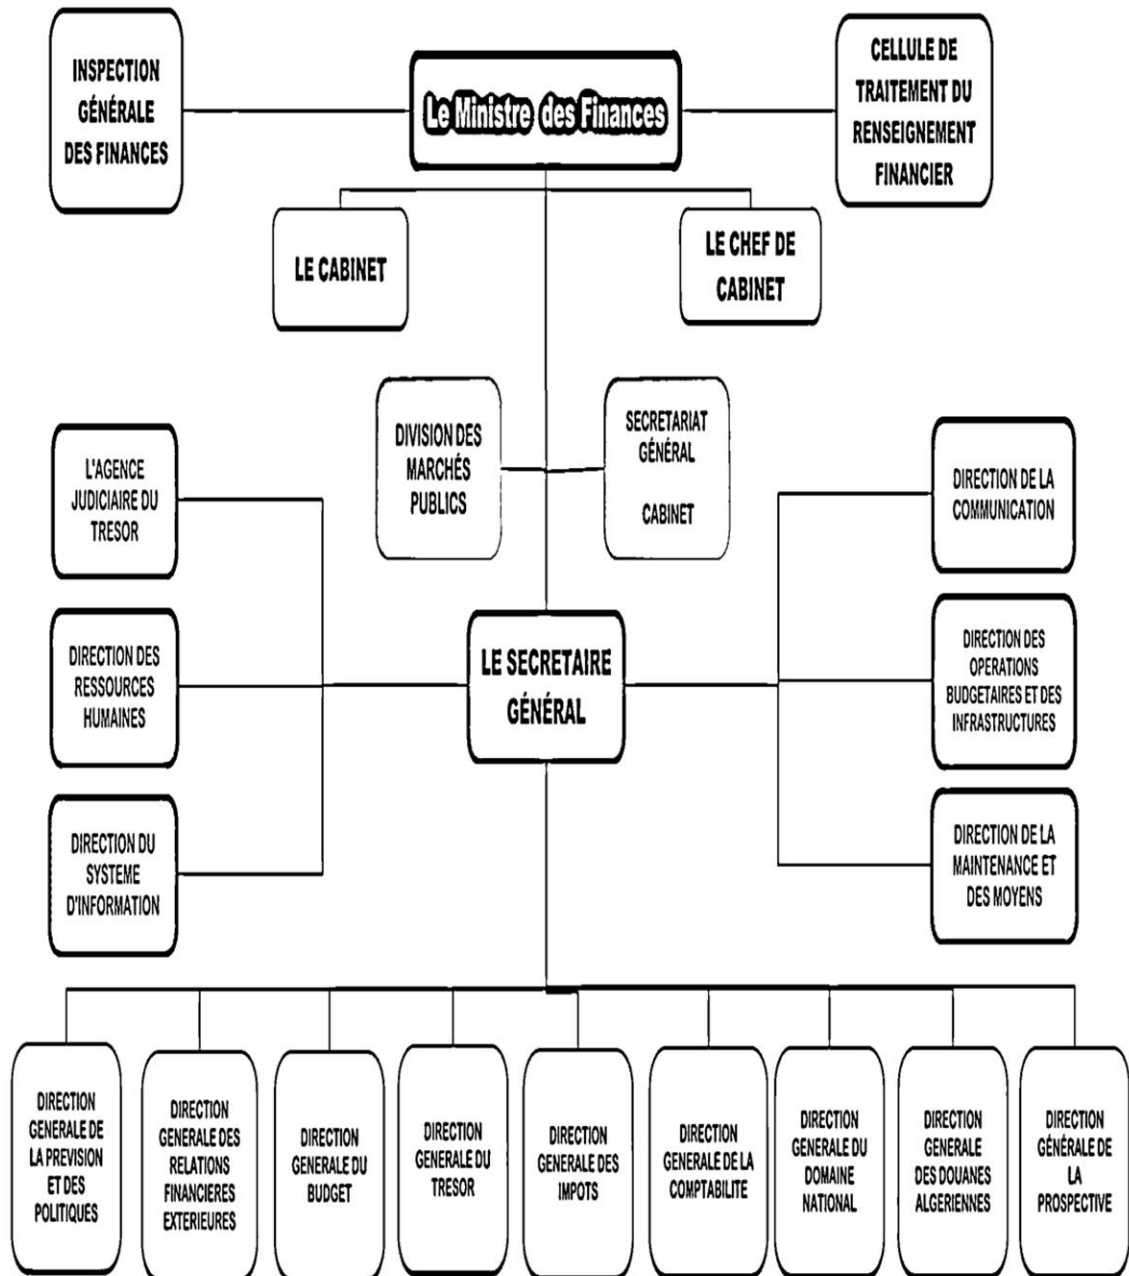 INSPECTION
GÉNÉRALE
DES FINANCES
Le Ministre des Finances
CELLULE DE
TRAITEMENT DU
RENSEIGNEMENT
FINANCIER
LE CABINET
LE CHEF DE
CABINET
DIVISION DES
MARCHÉS
PUBLICS
SECRETARIAT
GÉNÉRAL
CABINET
L'AGENCE
JUDICIAIRE DU
TRESOR
DIRECTION DE LA
COMMUNICATION
DIRECTION DES
RESSOURCES
HUMAINES
LE SECRETAIRE
GÉNÉRAL
DIRECTION DES
OPERATIONS
BUDGETAIRES ET DES
INFRASTRUCTURES
DIRECTION DU
SYSTEME
D'INFORMATION
DIRECTION DE LA
MAINTENANCE ET
DES MOYENS
DIRECTION
GENERALE DE
LA PREVISION
ET DES
POLITIQUES
DIRECTION
GENERALE DES
RELATIONS
FINANCIERES
EXTERIEURES
DIRECTION
GENERALE DU
BUDGET
DIRECTION
GENERALE DU
TRESOR
DIRECTION
GENERALE DES
IMPOTS
DIRECTION
GENERALE DE LA
COMPTABILITE
DIRECTION
GENERALE DU
DOMAINE
NATIONAL
DIRECTION
GENERALE
DES DOUANES
ALGERIENNES
DIRECTION
GÉNÉRALE DE
LA
PROSPECTIVE